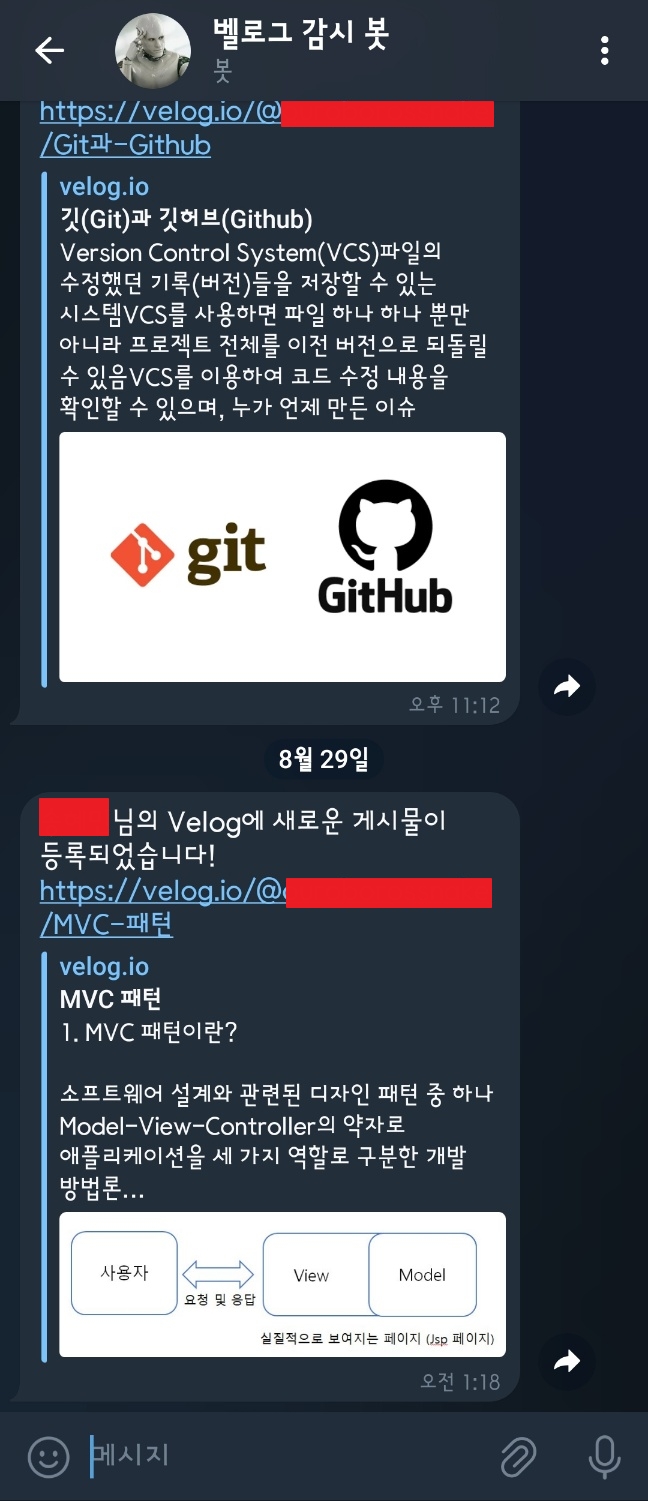 벨로그 감시 봇
봇
https://velog.io/@
/Git과-Github
velog.io
깃(Git)과 깃허브(Github)
Version Control System(VCS)파일의
수정했던 기록(버전)들을 저장할 수 있는
시스템VCS를 사용하면 파일 하나 하나 뿐만
아니라 프로젝트 전체를 이전 버전으로 되돌릴
수 있음VCS를 이용하여 코드 수정 내용을
확인할 수 있으며, 누가 언제 만든 이슈
git
GitHub
오후 11:12
8월 29일
님의 Velog에 새로운 게시물이
등록되었습니다!
https://velog.io/@
/MVC-패턴
velog.io
MVC 패턴
1. MVC 패턴이란?
소프트웨어 설계와 관련된 디자인 패턴 중 하나
Model-View-Controller의 약자로
애플리케이션을 세 가지 역할로 구분한 개발
방법론...
사용자
요청 및 응답
View
Model
실질적으로 보여지는 페이지 (Jsp 페이지)
오전 1:18
메시지